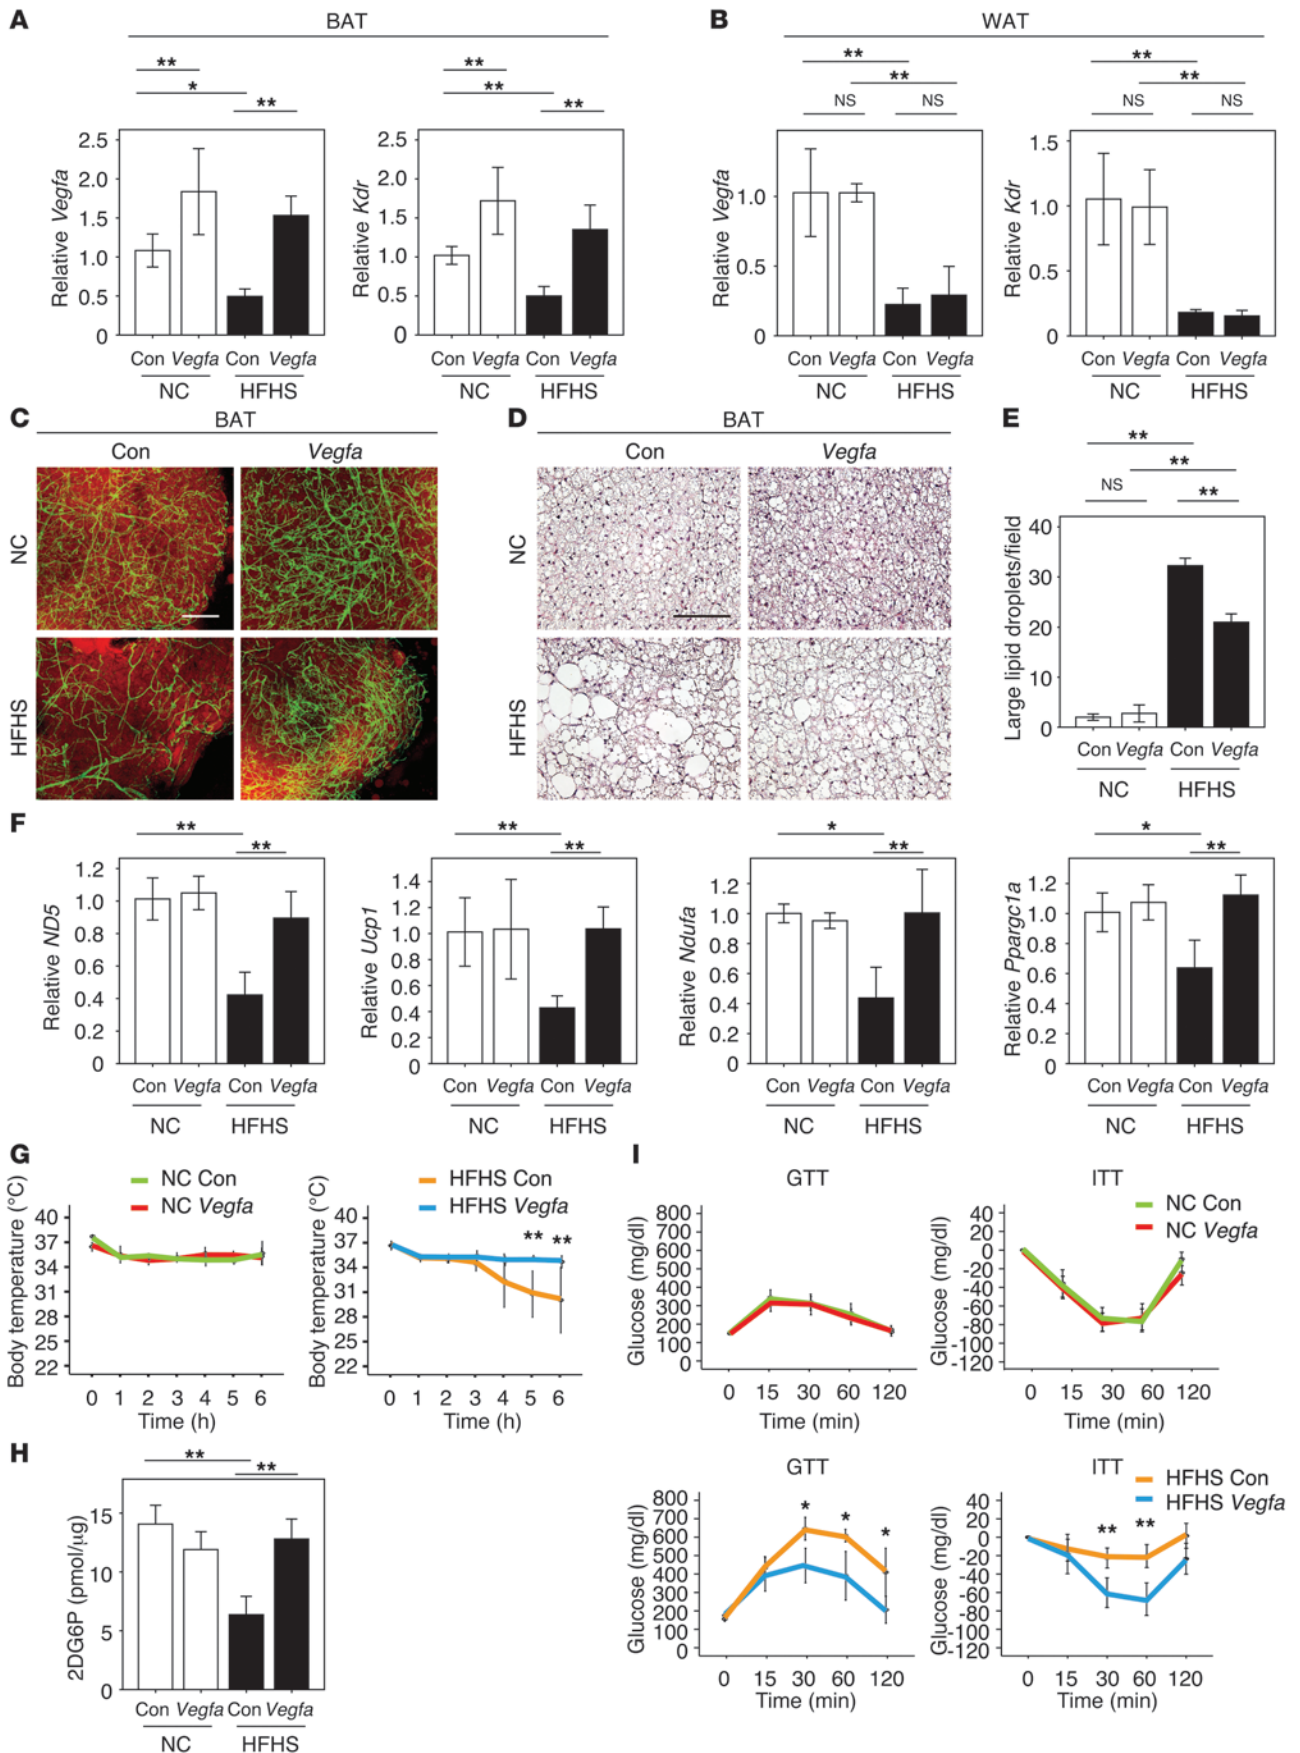 A
BAT
**
*
**
**
**
**
Relative Vegfa
2.5
2.0
1.5
1.0
0.5
0
Con Vegfa Con Vegfa
NC HFHS
Relative Kdr
2.5
2.0
1.5
1.0
0.5
0
Con Vegfa Con Vegfa
NC HFHS
B
WAT
**
**
NS NS
**
**
NS NS
Relative Vegfa
1.0
0.5
0
Con Vegfa Con Vegfa
NC HFHS
Relative Kdr
1.5
1.0
0.5
0
Con Vegfa Con Vegfa
NC HFHS
C
BAT
Con Vegfa
NC
HFHS
D
BAT
Con Vegfa
NC
HFHS
E
**
**
NS
**
Large lipid droplets/field
40
30
20
10
0
Con Vegfa Con Vegfa
NC HFHS
F
**
**
Relative ND5
1.2
1.0
0.8
0.6
0.4
0.2
0
Con Vegfa Con Vegfa
NC HFHS
**
**
Relative Ucp1
1.4
1.2
1.0
0.8
0.6
0.4
0.2
0
Con Vegfa Con Vegfa
NC HFHS
*
**
Relative Ndufa
1.2
1.0
0.8
0.6
0.4
0.2
0
Con Vegfa Con Vegfa
NC HFHS
*
**
Relative Ppargc1a
1.2
1.0
0.8
0.6
0.4
0.2
0
Con Vegfa Con Vegfa
NC HFHS
G
NC Con
NC Vegfa
Body temperature (°C)
40
37
34
31
28
25
22
0 1 2 3 4 5 6
Time (h)
HFHS Con
HFHS Vegfa
** **
Body temperature (°C)
40
37
34
31
28
25
22
0 1 2 3 4 5 6
Time (h)
H
**
**
2DG6P (pmol/µg)
15
10
5
0
Con Vegfa Con Vegfa
NC HFHS
I
GTT
Glucose (mg/dl)
800
700
600
500
400
300
200
100
0
0 15 30 60 120
Time (min)
ITT
NC Con
NC Vegfa
Glucose (mg/dl)
40
20
0
-20
-40
-60
-80
-100
-120
0 15 30 60 120
Time (min)
GTT
* * *
Glucose (mg/dl)
800
700
600
500
400
300
200
100
0
0 15 30 60 120
Time (min)
ITT
HFHS Con
HFHS Vegfa
** **
Glucose (mg/dl)
40
20
0
-20
-40
-60
-80
-100
-120
0 15 30 60 120
Time (min)